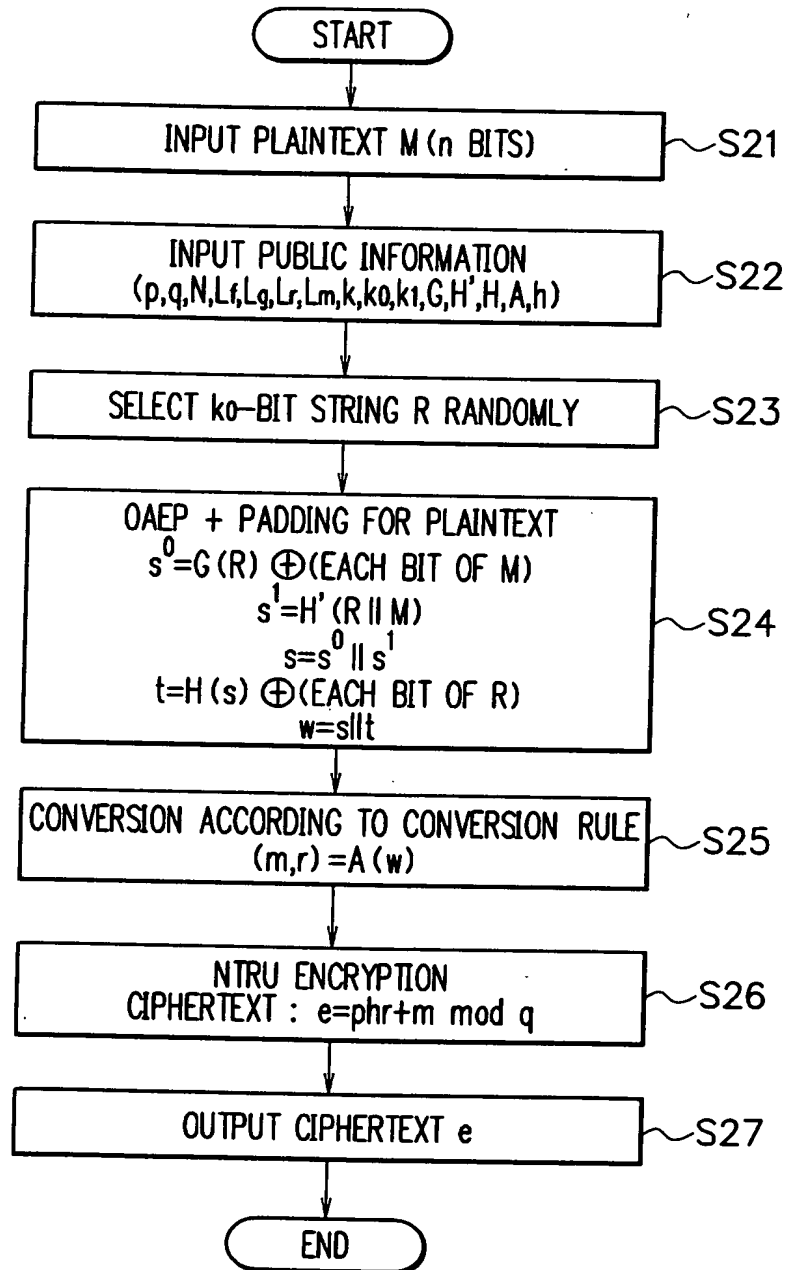 START
INPUT PLAINTEXT M (n BITS)
S21
INPUT PUBLIC INFORMATION
(p,q,N,Lf,Lg,Lr,Lm,k,k0,k1,G,H',H,A,h)
S22
SELECT k0-BIT STRING R RANDOMLY
S23
OAEP + PADDING FOR PLAINTEXT
s⁰=G(R) ⊕(EACH BIT OF M)
s¹=H' (R || M)
s=s⁰ || s¹
t=H(s) ⊕(EACH BIT OF R)
w=s||t
S24
CONVERSION ACCORDING TO CONVERSION RULE
(m,r)=A(w)
S25
NTRU ENCRYPTION
CIPHERTEXT : e=phr+m mod q
S26
OUTPUT CIPHERTEXT e
S27
END